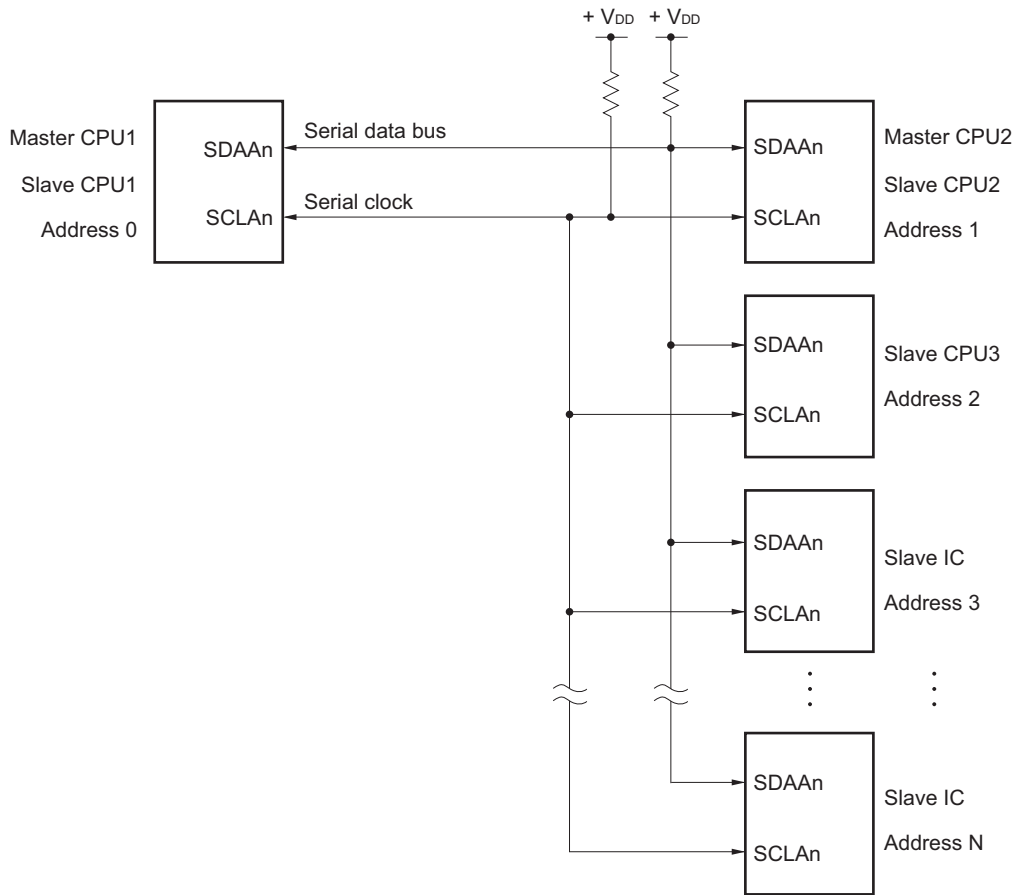 + VDD + VDD
Master CPU1
Slave CPU1
Address 0
SDAAn
SCLAn
Serial data bus
Serial clock
SDAAn
SCLAn
Master CPU2
Slave CPU2
Address 1
SDAAn
SCLAn
Slave CPU3
Address 2
SDAAn
SCLAn
Slave IC
Address 3
SDAAn
SCLAn
Slave IC
Address N